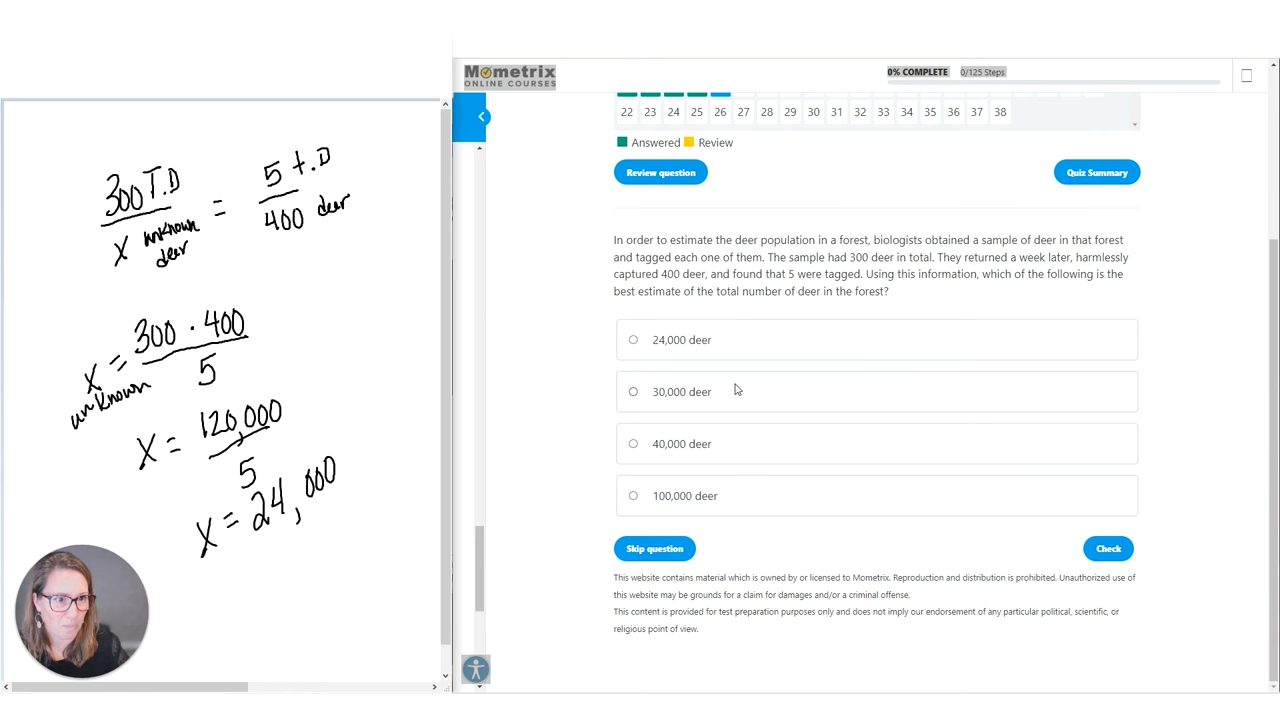 300 T.D
x unknown
deer
=
5 t.D
400 deer
x = 300 · 400
unknown
5
x = 120,000
5
x = 24,000
Mometrix
ONLINE COURSES
0% COMPLETE 0/125 Steps
22 23 24 25 26 27 28 29 30 31 32 33 34 35 36 37 38
Answered Review
Review question
Quiz Summary
In order to estimate the deer population in a forest, biologists obtained a sample of deer in that forest
and tagged each one of them. The sample had 300 deer in total. They returned a week later, harmlessly
captured 400 deer, and found that 5 were tagged. Using this information, which of the following is the
best estimate of the total number of deer in the forest?
24,000 deer
30,000 deer
40,000 deer
100,000 deer
Skip question
Check
This website contains material which is owned by or licensed to Mometrix. Reproduction and distribution is prohibited. Unauthorized use of
this website may be grounds for a claim for damages and/or a criminal offense.
This content is provided for test preparation purposes only and does not imply our endorsement of any particular political, scientific, or
religious point of view.